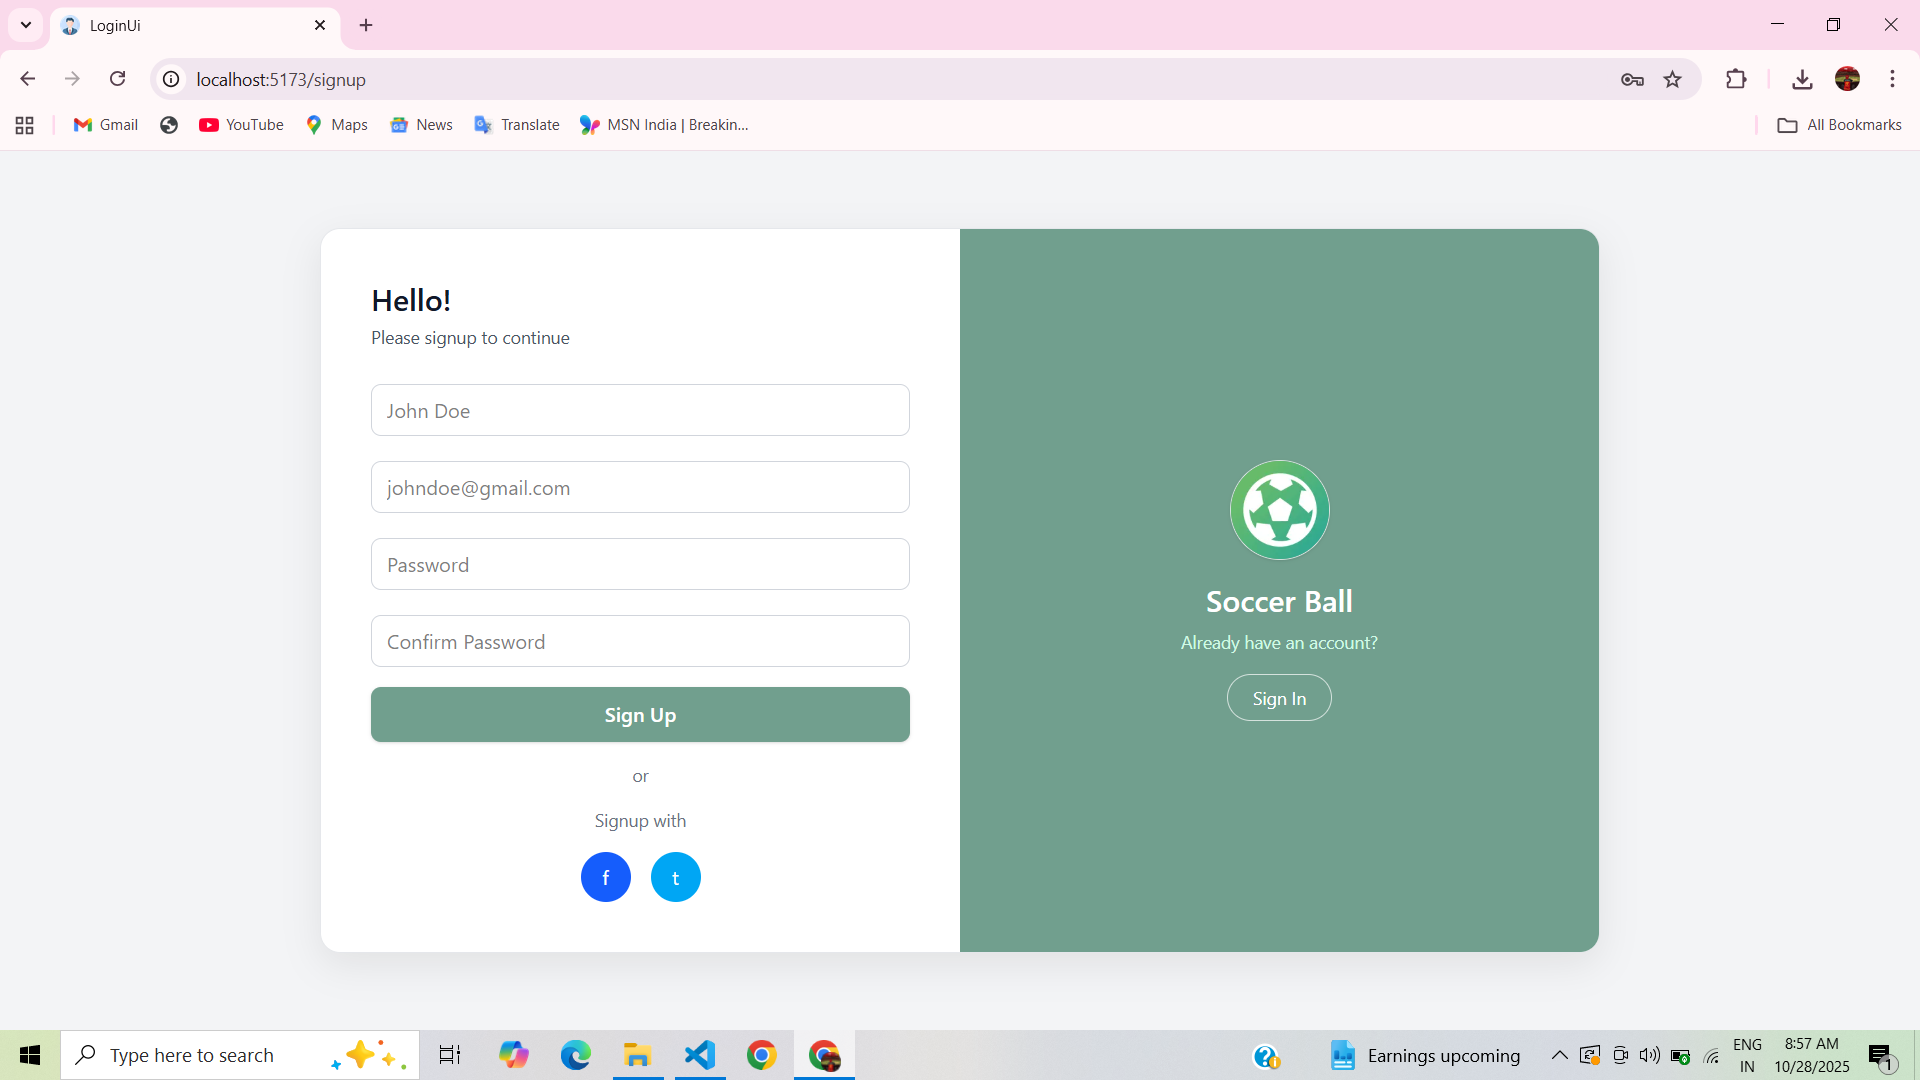 LoginUi
localhost:5173/signup
Gmail
YouTube
Maps
News
Translate
MSN India | Breakin...
All Bookmarks
Hello!
Please signup to continue
John Doe
johndoe@gmail.com
Password
Confirm Password
Sign Up
or
Signup with
f
t
Soccer Ball
Already have an account?
Sign In
Type here to search
Earnings upcoming
ENG
IN
8:57 AM
10/28/2025
1